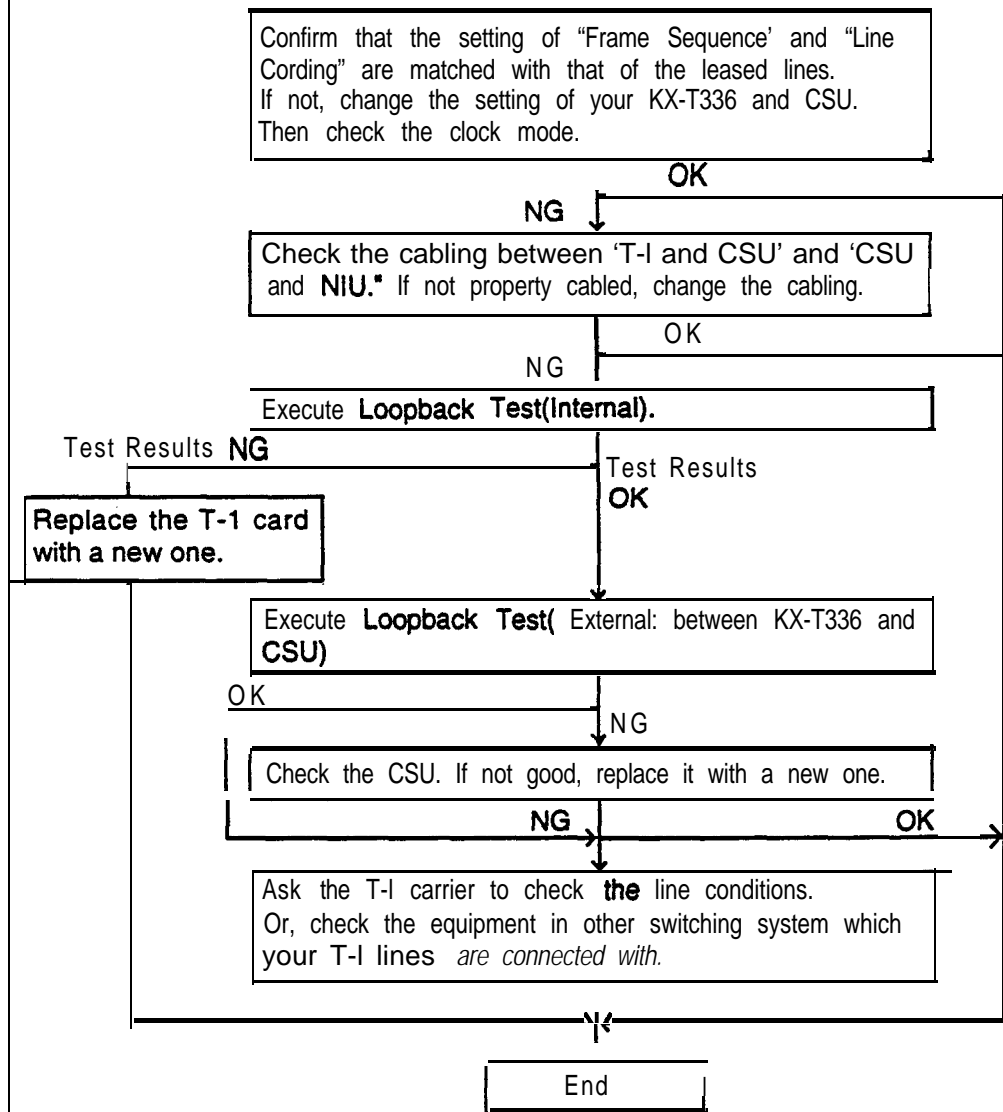 Confirm that the setting of “Frame Sequence' and “Line
Cording” are matched with that of the leased lines.
If not, change the setting of your KX-T336 and CSU.
Then check the clock mode.
OK
NG
Check the cabling between ‘T-I and CSU’ and ‘CSU
and NIU.* If not property cabled, change the cabling.
OK
NG
Execute Loopback Test(Internal).
Test Results NG
Test Results
OK
Replace the T-1 card
with a new one.
Execute Loopback Test( External: between KX-T336 and
CSU)
OK
NG
Check the CSU. If not good, replace it with a new one.
NG
OK
Ask the T-I carrier to check the line conditions.
Or, check the equipment in other switching system which
your T-I lines are connected with.
End